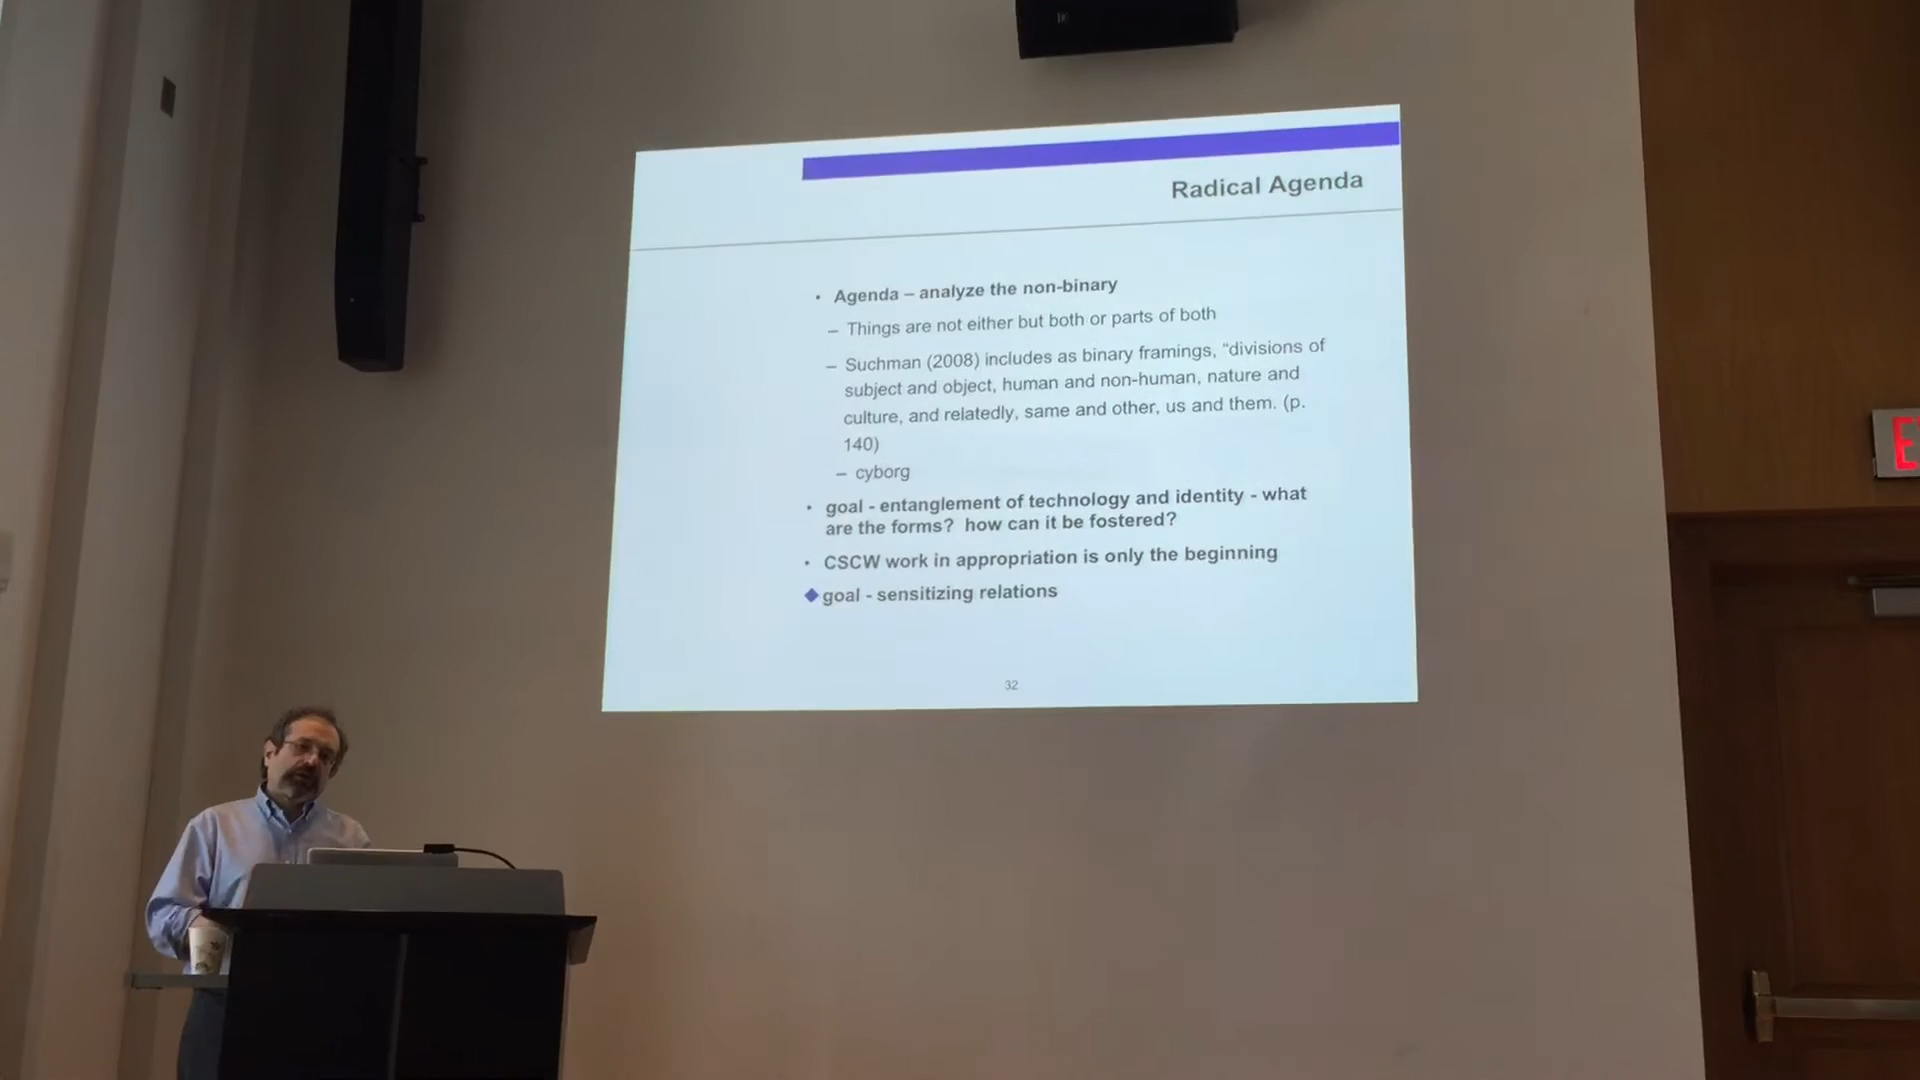 Radical Agenda
• Agenda – analyze the non-binary
– Things are not either but both or parts of both
– Suchman (2008) includes as binary framings, “divisions of
subject and object, human and non-human, nature and
culture, and relatedly, same and other, us and them. (p.
140)
– cyborg
• goal - entanglement of technology and identity - what
are the forms?  how can it be fostered?
• CSCW work in appropriation is only the beginning
◆ goal - sensitizing relations
32